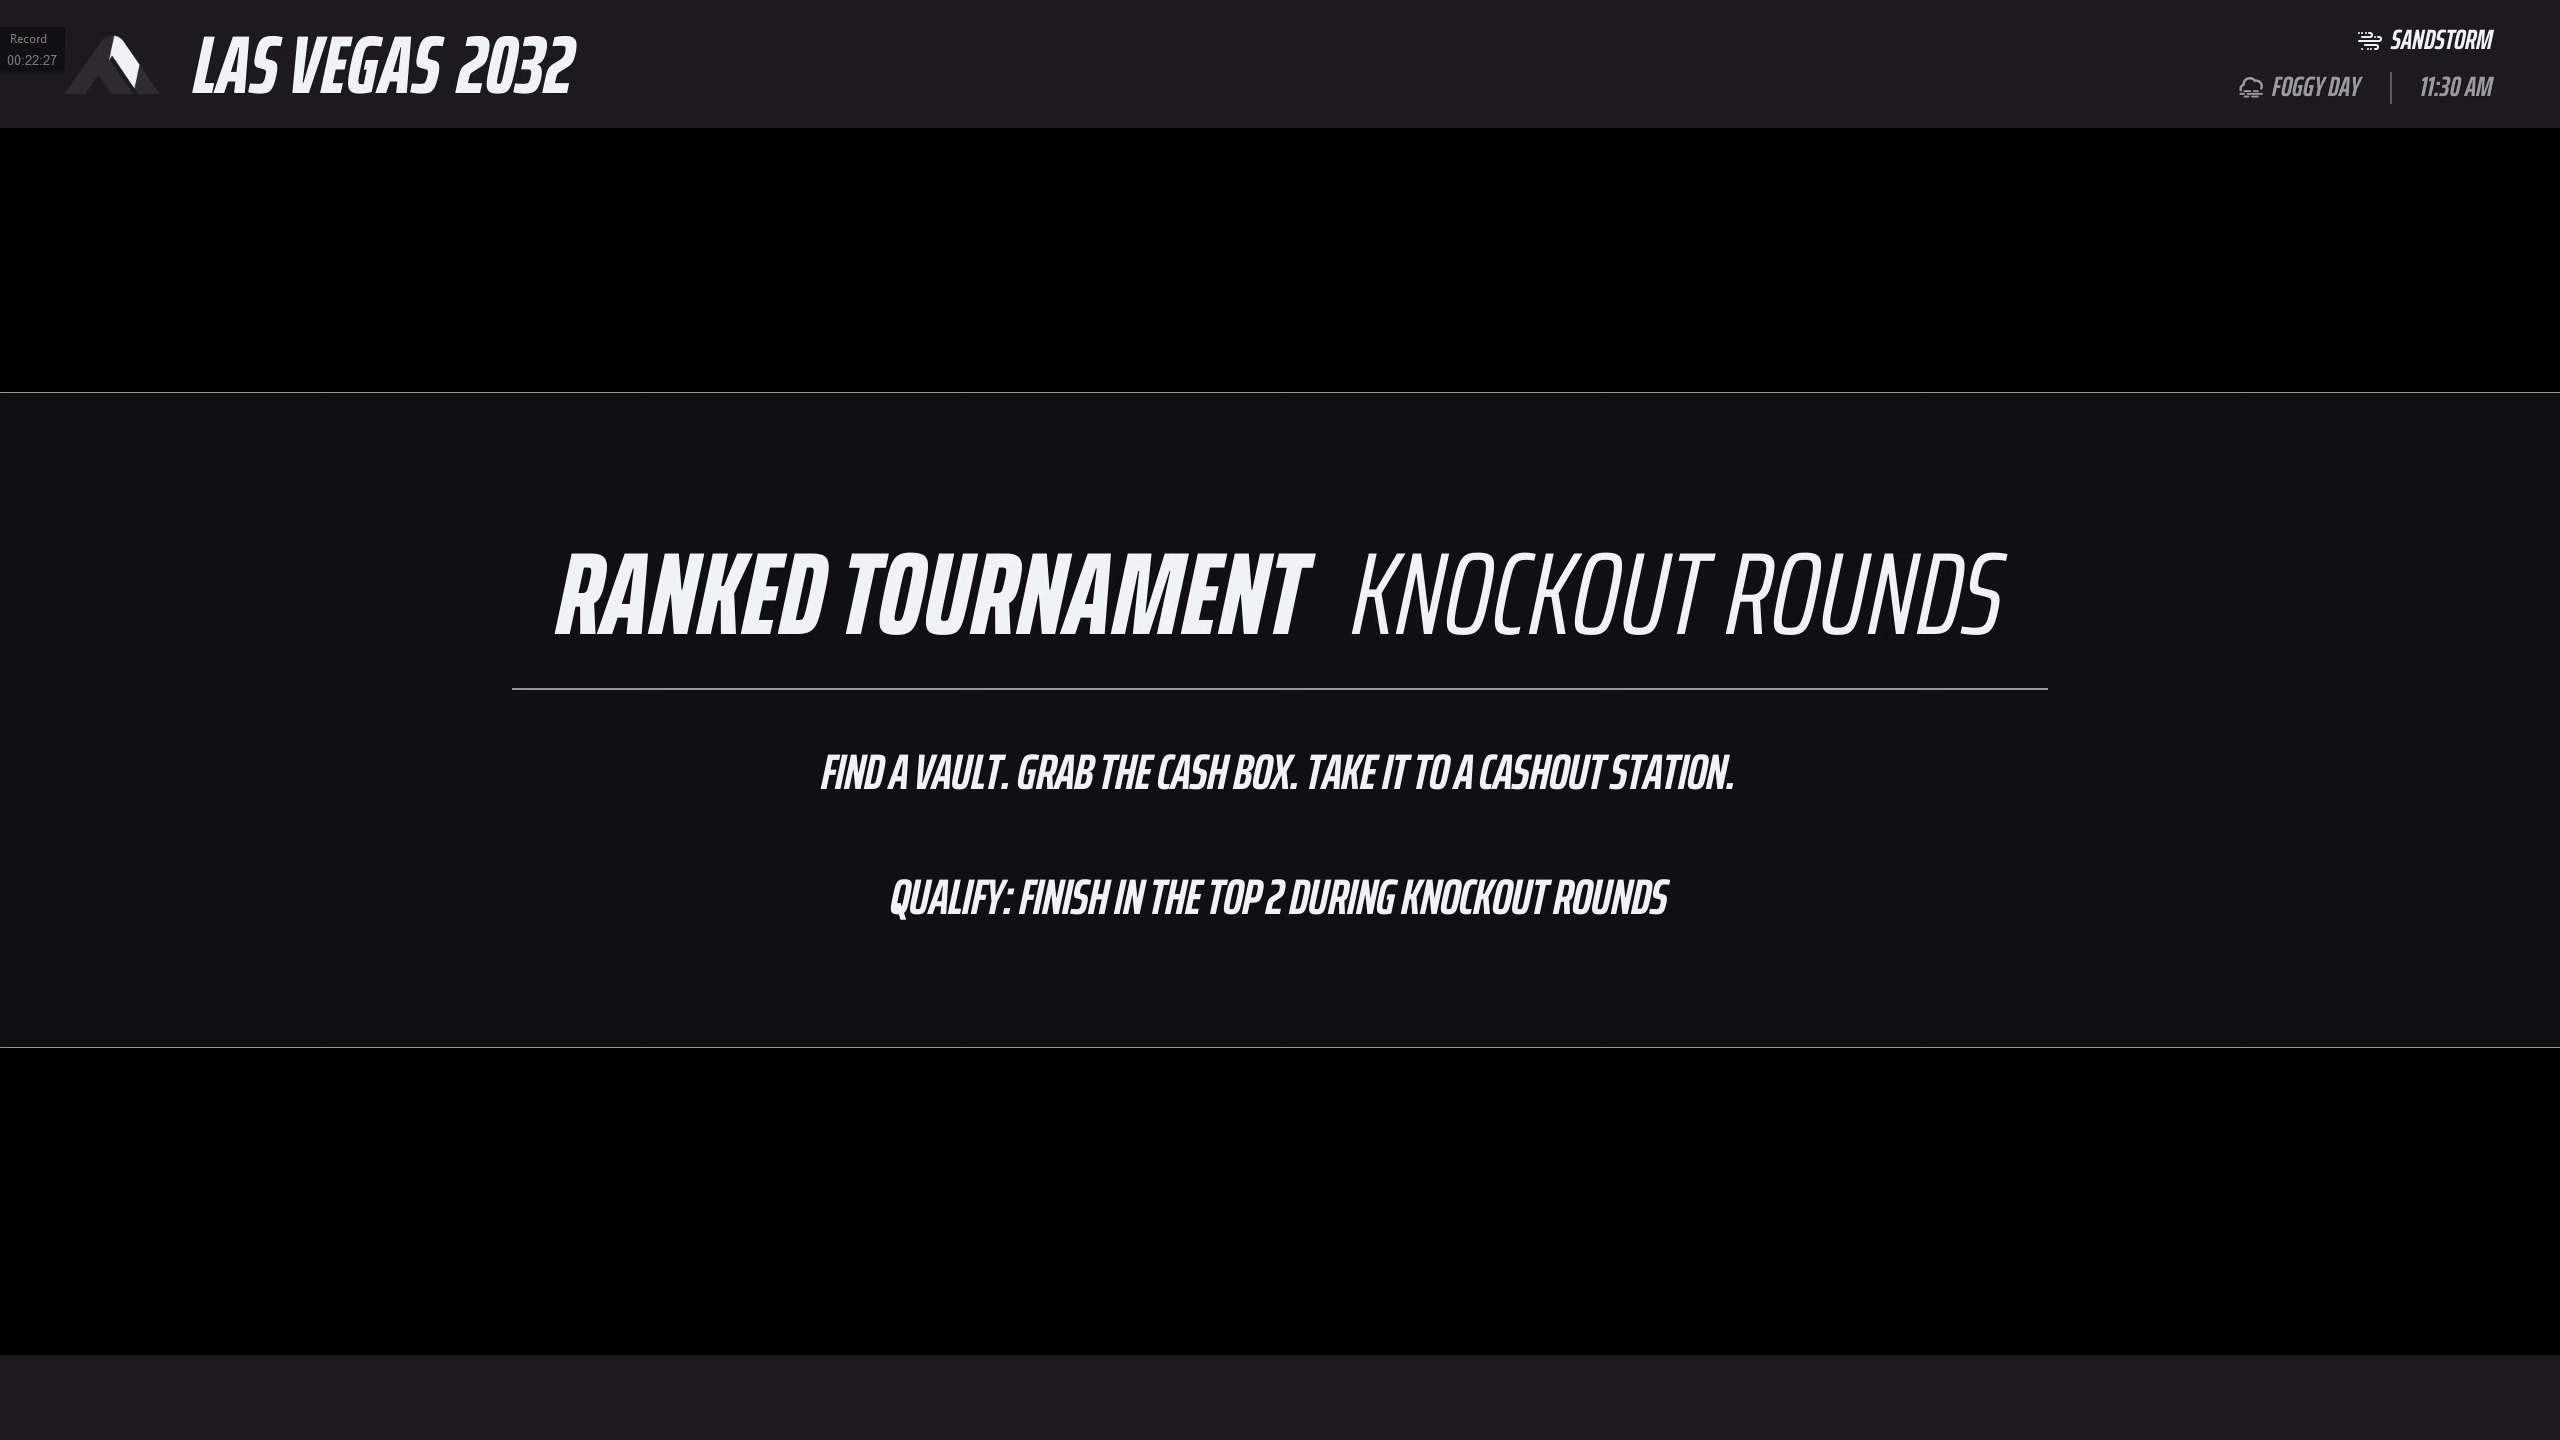 Record
00:22:27
LAS VEGAS 2032
SANDSTORM
FOGGY DAY
11:30 AM
RANKED TOURNAMENT KNOCKOUT ROUNDS
FIND A VAULT. GRAB THE CASH BOX. TAKE IT TO A CASHOUT STATION.
QUALIFY: FINISH IN THE TOP 2 DURING KNOCKOUT ROUNDS